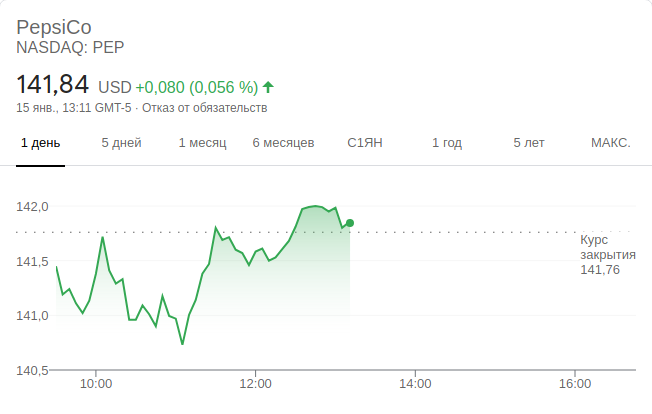 PepsiCo
NASDAQ: PEP
141,84 USD +0,080 (0,056 %)
15 янв., 13:11 GMT-5 · Отказ от обязательств
1 день 5 дней 1 месяц 6 месяцев С1ЯН 1 год 5 лет МАКС.
142,0
Курс
закрытия
141,76
141,5
141,0
140,5
10:00 12:00 14:00 16:00